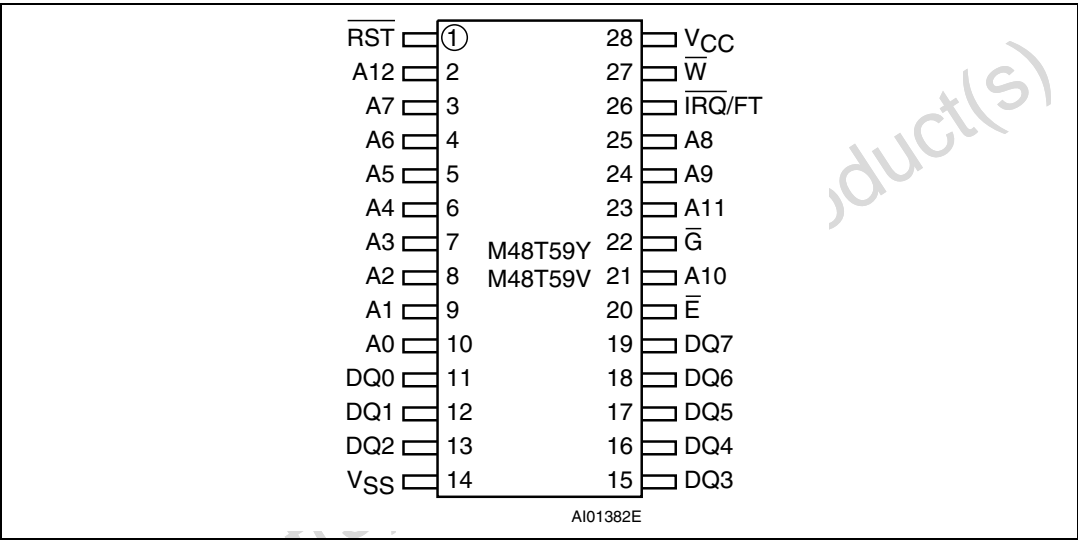 R̅S̅T̅ 1 28 VCC
A12 2 27 W̅
A7 3 26 I̅R̅Q̅/FT
A6 4 25 A8
A5 5 24 A9
A4 6 23 A11
A3 7 22 G̅
M48T59Y
A2 8 21 A10
M48T59V
A1 9 20 E̅
A0 10 19 DQ7
DQ0 11 18 DQ6
DQ1 12 17 DQ5
DQ2 13 16 DQ4
VSS 14 15 DQ3
AI01382E
oduct(s)